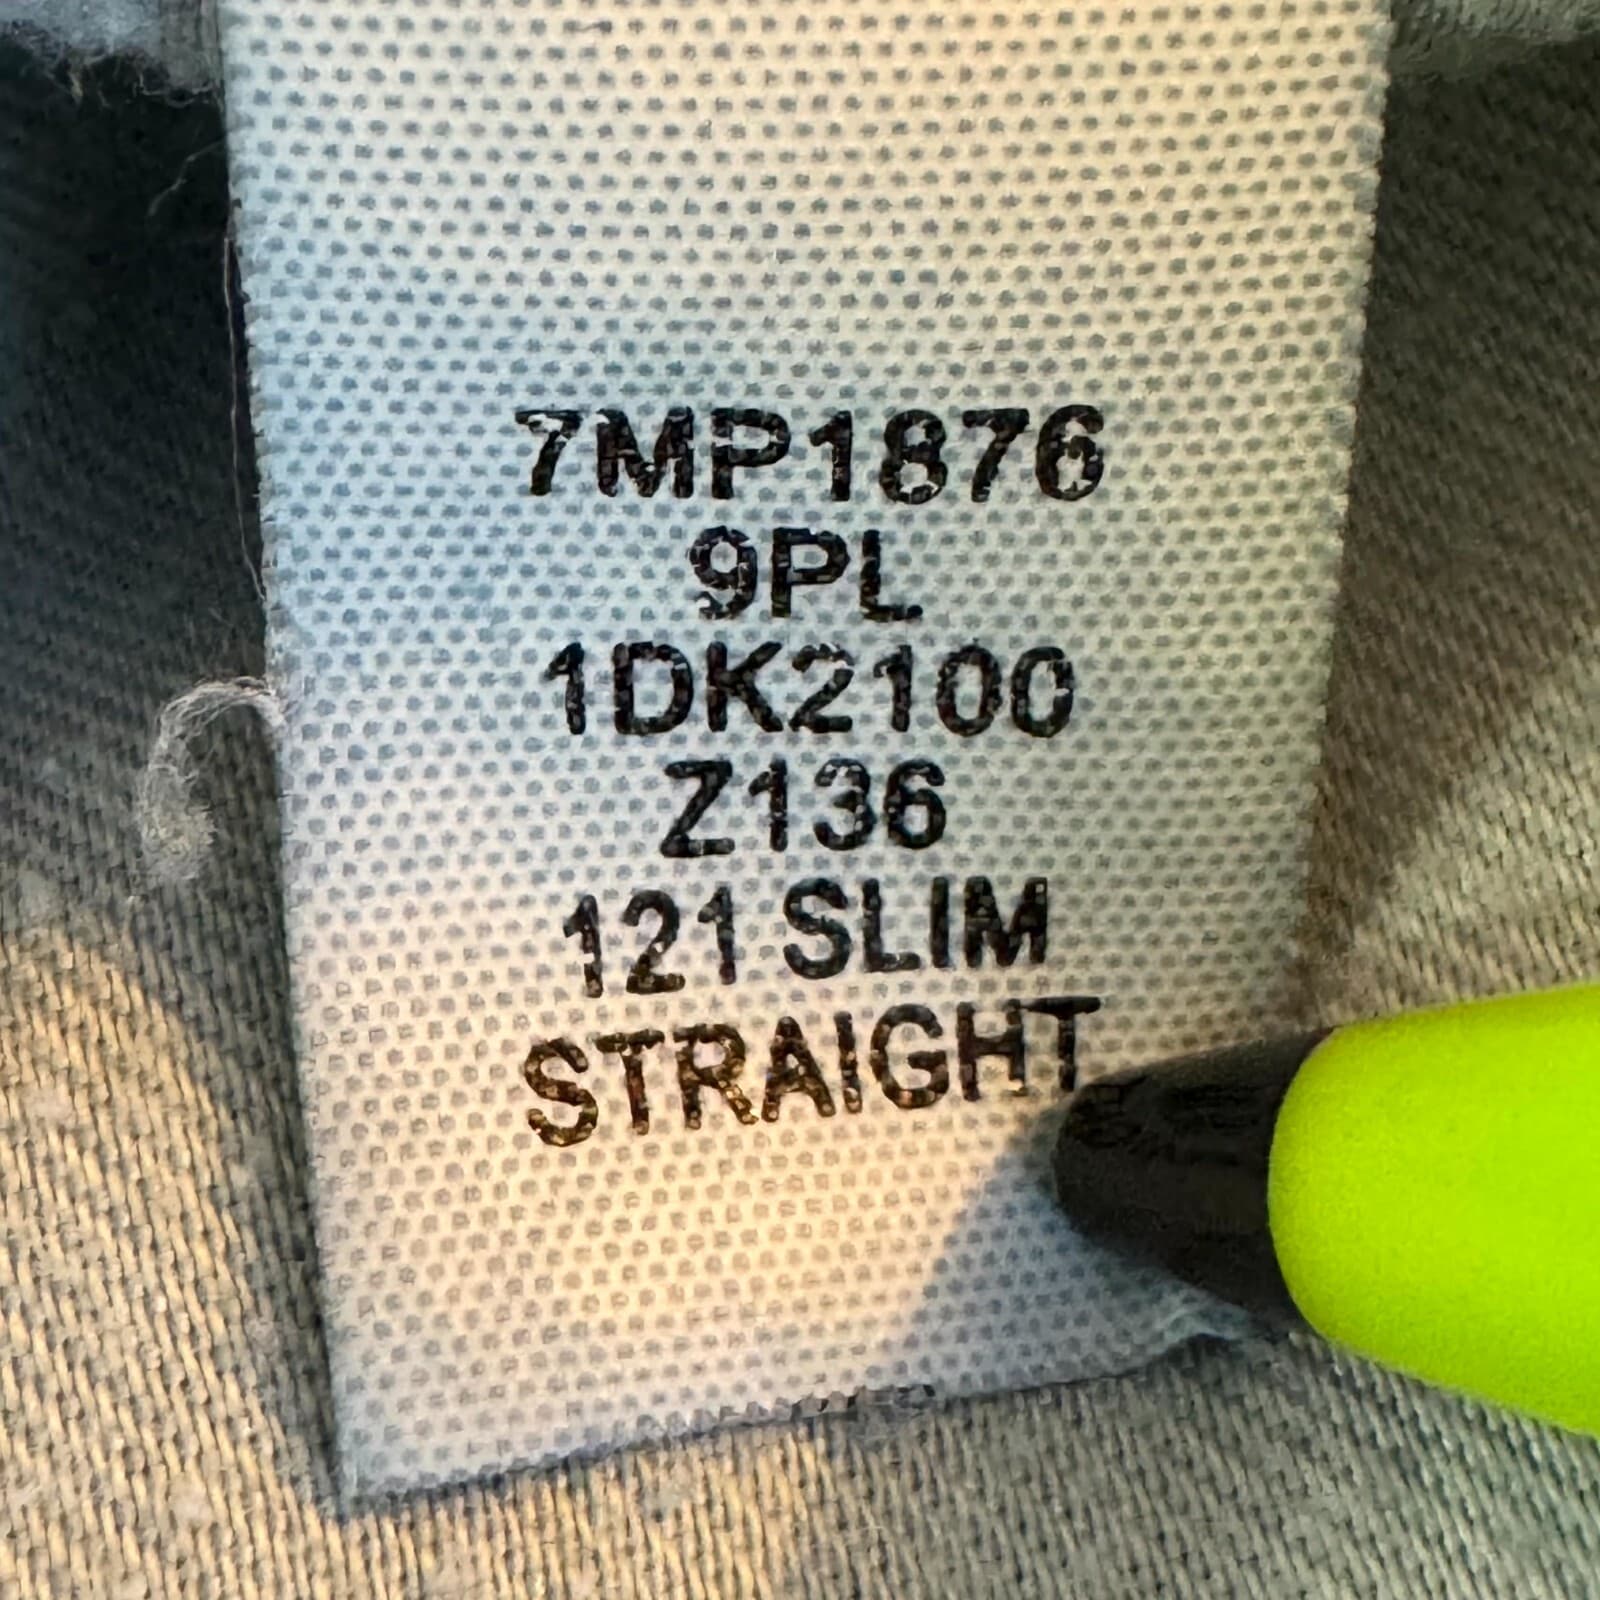 7MP1876
9PL
1DK2100
Z136
121 SLIM
STRAIGHT